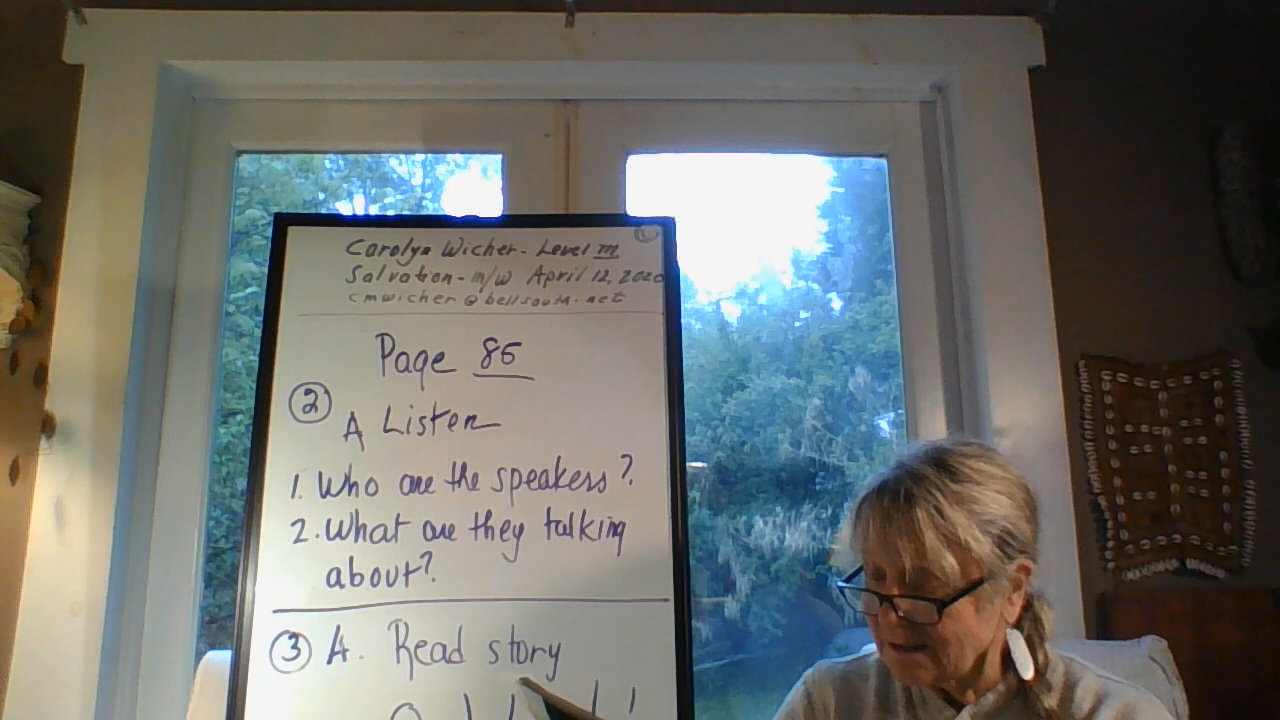 Carolyn Wicher - Level III
Salvation - m/w April 12, 2020
cmwicher@bellsouth.net
Page 85
② A Listen
1. Who are the speakers?
2. What are they talking
about?
③ A. Read story